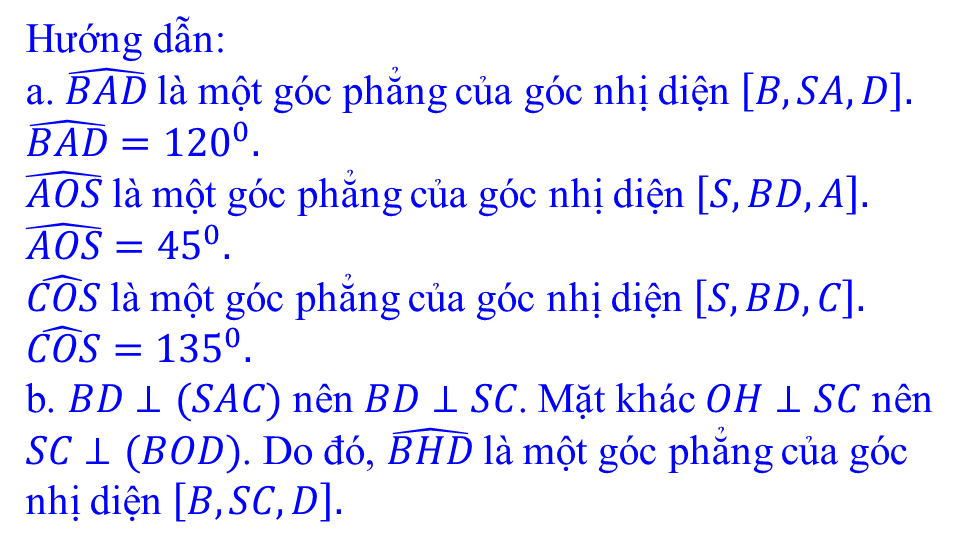 Hướng dẫn:
a. $\widehat{BAD}$ là một góc phẳng của góc nhị diện $[B, SA, D]$.
$\widehat{BAD} = 120^0$.
$\widehat{AOS}$ là một góc phẳng của góc nhị diện $[S, BD, A]$.
$\widehat{AOS} = 45^0$.
$\widehat{COS}$ là một góc phẳng của góc nhị diện $[S, BD, C]$.
$\widehat{COS} = 135^0$.
b. $BD \perp (SAC)$ nên $BD \perp SC$. Mặt khác $OH \perp SC$ nên
$SC \perp (BOD)$. Do đó, $\widehat{BHD}$ là một góc phẳng của góc
nhị diện $[B, SC, D]$.